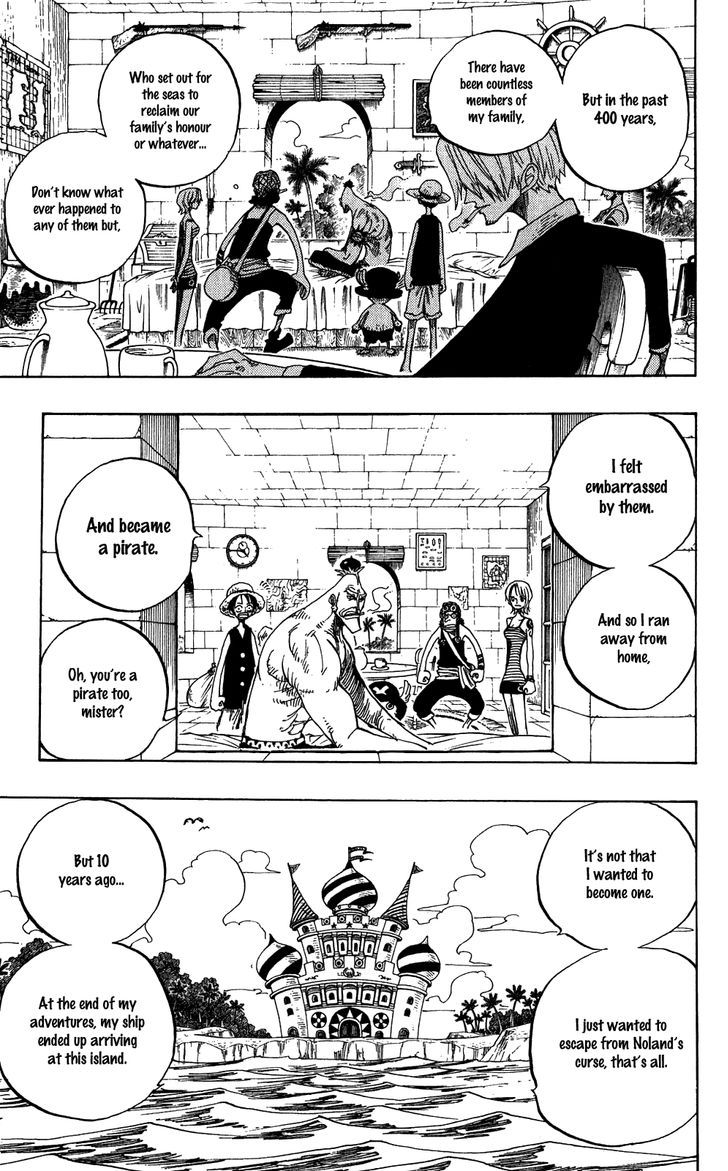 But in the past
400 years,
There have
been countless
members of
my family,
Who set out for
the seas to
reclaim our
family's honour
or whatever...
Don't know what
ever happened to
any of them but,
I felt
embarrassed
by them.
And so I ran
away from
home,
And became
a pirate.
Oh, you're a
pirate too,
mister?
It's not that
I wanted to
become one.
I just wanted to
escape from Noland's
curse, that's all.
But 10
years ago...
At the end of my
adventures, my ship
ended up arriving
at this island.